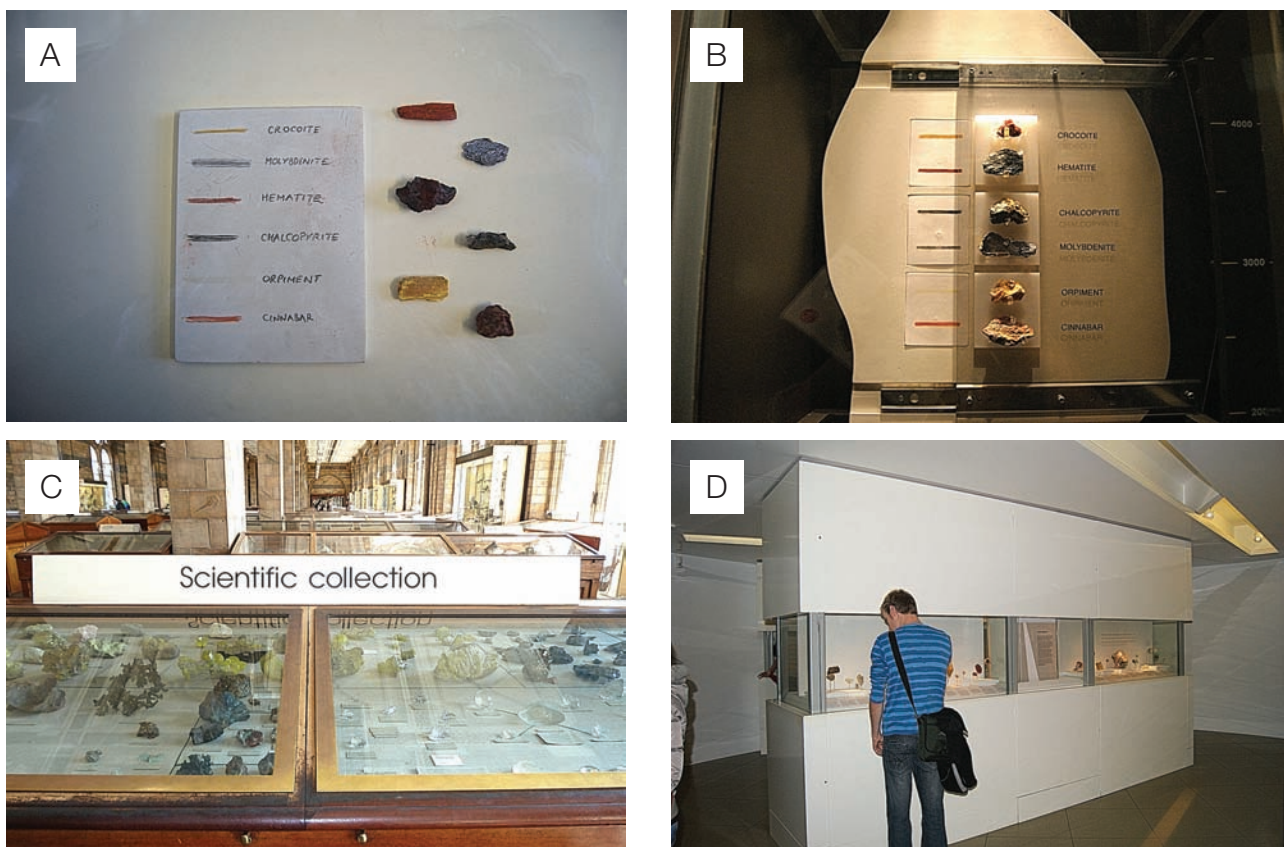 A
CROCOITE
MOLYBDENITE
HEMATITE
CHALCOPYRITE
ORPIMENT
CINNABAR
B
CROCOITE
HEMATITE
CHALCOPYRITE
MOLYBDENITE
ORPIMENT
CINNABAR
4000
3000
C
Scientific collection
D